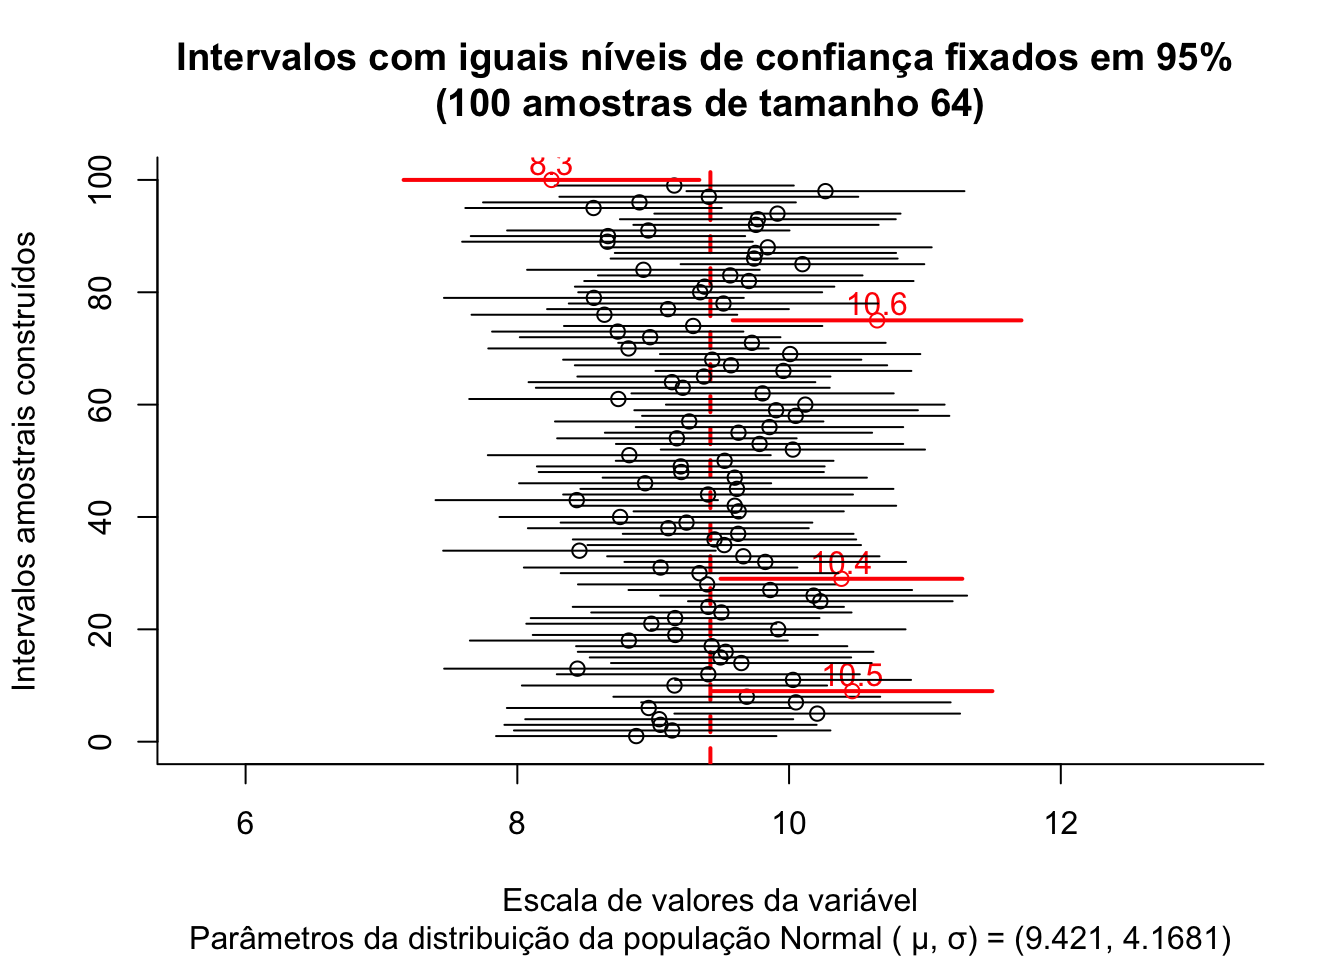 Intervalos com iguais níveis de confiança fixados em 95%
(100 amostras de tamanho 64)
Intervalos amostrais construídos
100
80
60
40
20
0
8.3
10.6
10.4
10.5
6
8
10
12
Escala de valores da variável
Parâmetros da distribuição da população Normal ( μ, σ) = (9.421, 4.1681)